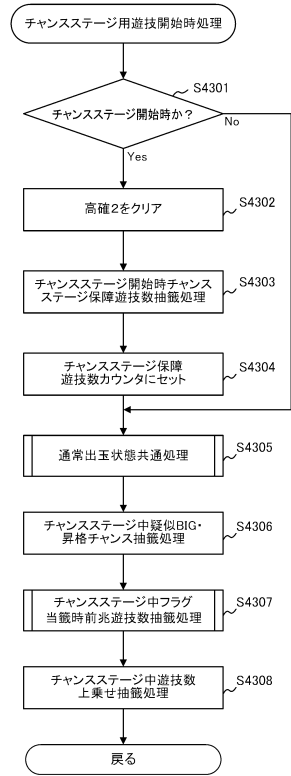 チャンスステージ用遊技開始時処理
S4301
チャンスステージ開始時か?
No
Yes
S4302
高確2をクリア
S4303
チャンスステージ開始時チャンス
ステージ保障遊技数抽籤処理
S4304
チャンスステージ保障
遊技数カウンタにセット
S4305
通常出玉状態共通処理
S4306
チャンスステージ中疑似BIG・
昇格チャンス抽籤処理
S4307
チャンスステージ中フラグ
当籤時前兆遊技数抽籤処理
S4308
チャンスステージ中遊技数
上乗せ抽籤処理
戻る